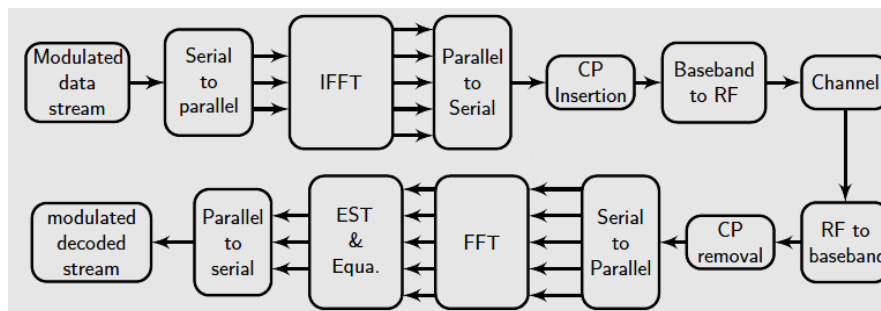 Modulated
data
stream
Serial
to
parallel
IFFT
Parallel
to
Serial
CP
Insertion
Baseband
to RF
Channel
modulated
decoded
stream
Parallel
to
serial
EST
&
Equa.
FFT
Serial
to
Parallel
CP
removal
RF to
baseband